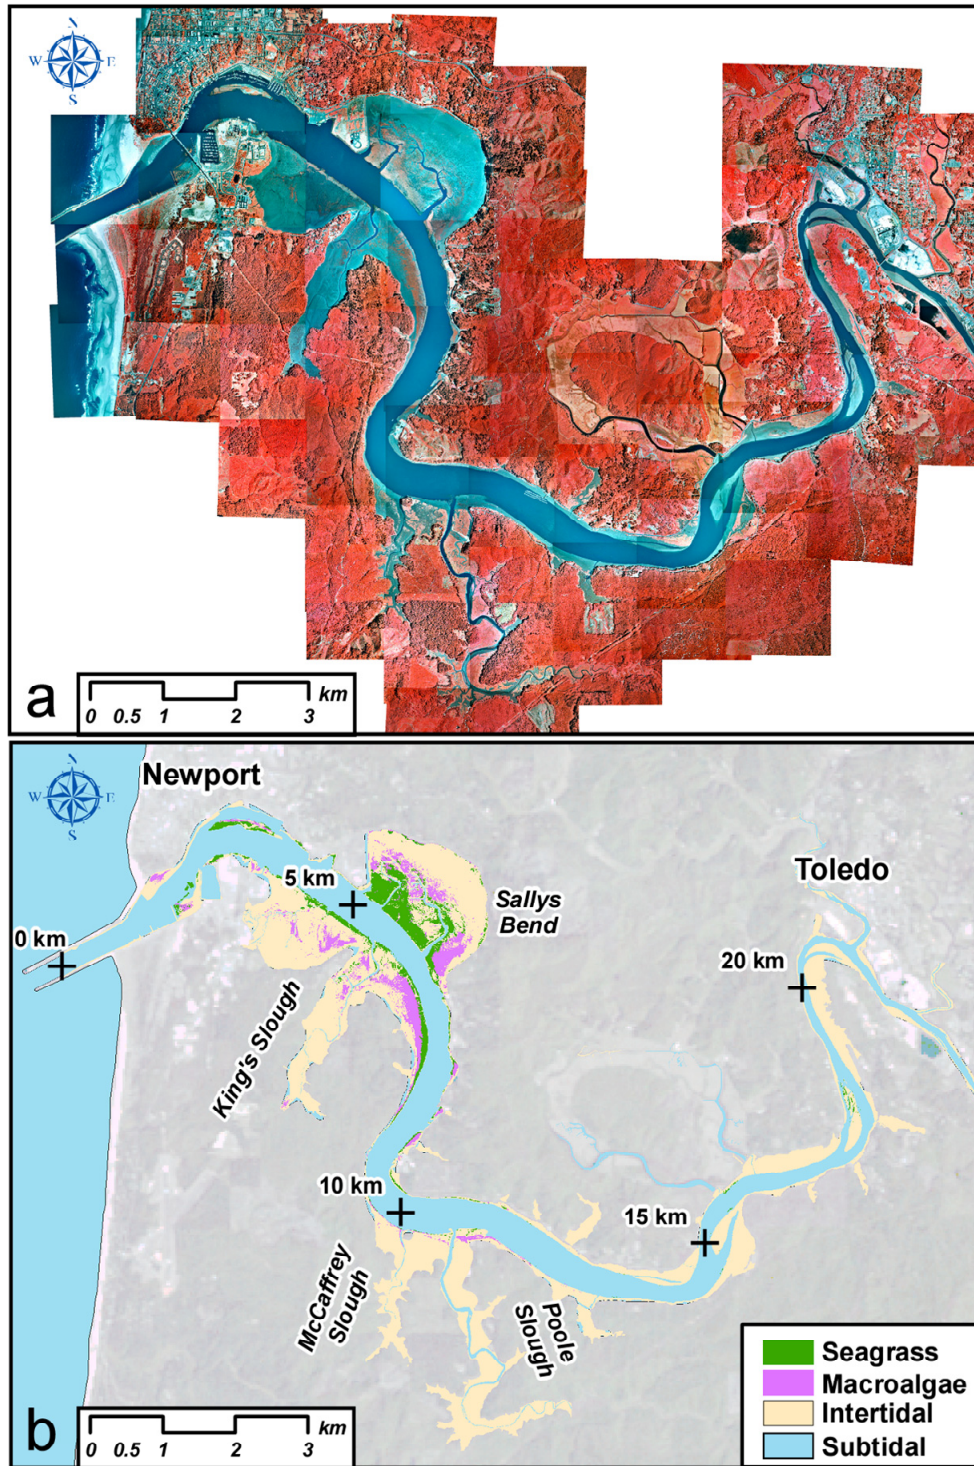 N
W E
S
a
km
0 0.5 1 2 3
N
W E
S
Newport
5 km
Sallys
Bend
Toledo
0 km
20 km
King's Slough
10 km
15 km
McCaffrey
Slough
Poole
Slough
b
km
0 0.5 1 2 3
Seagrass
Macroalgae
Intertidal
Subtidal